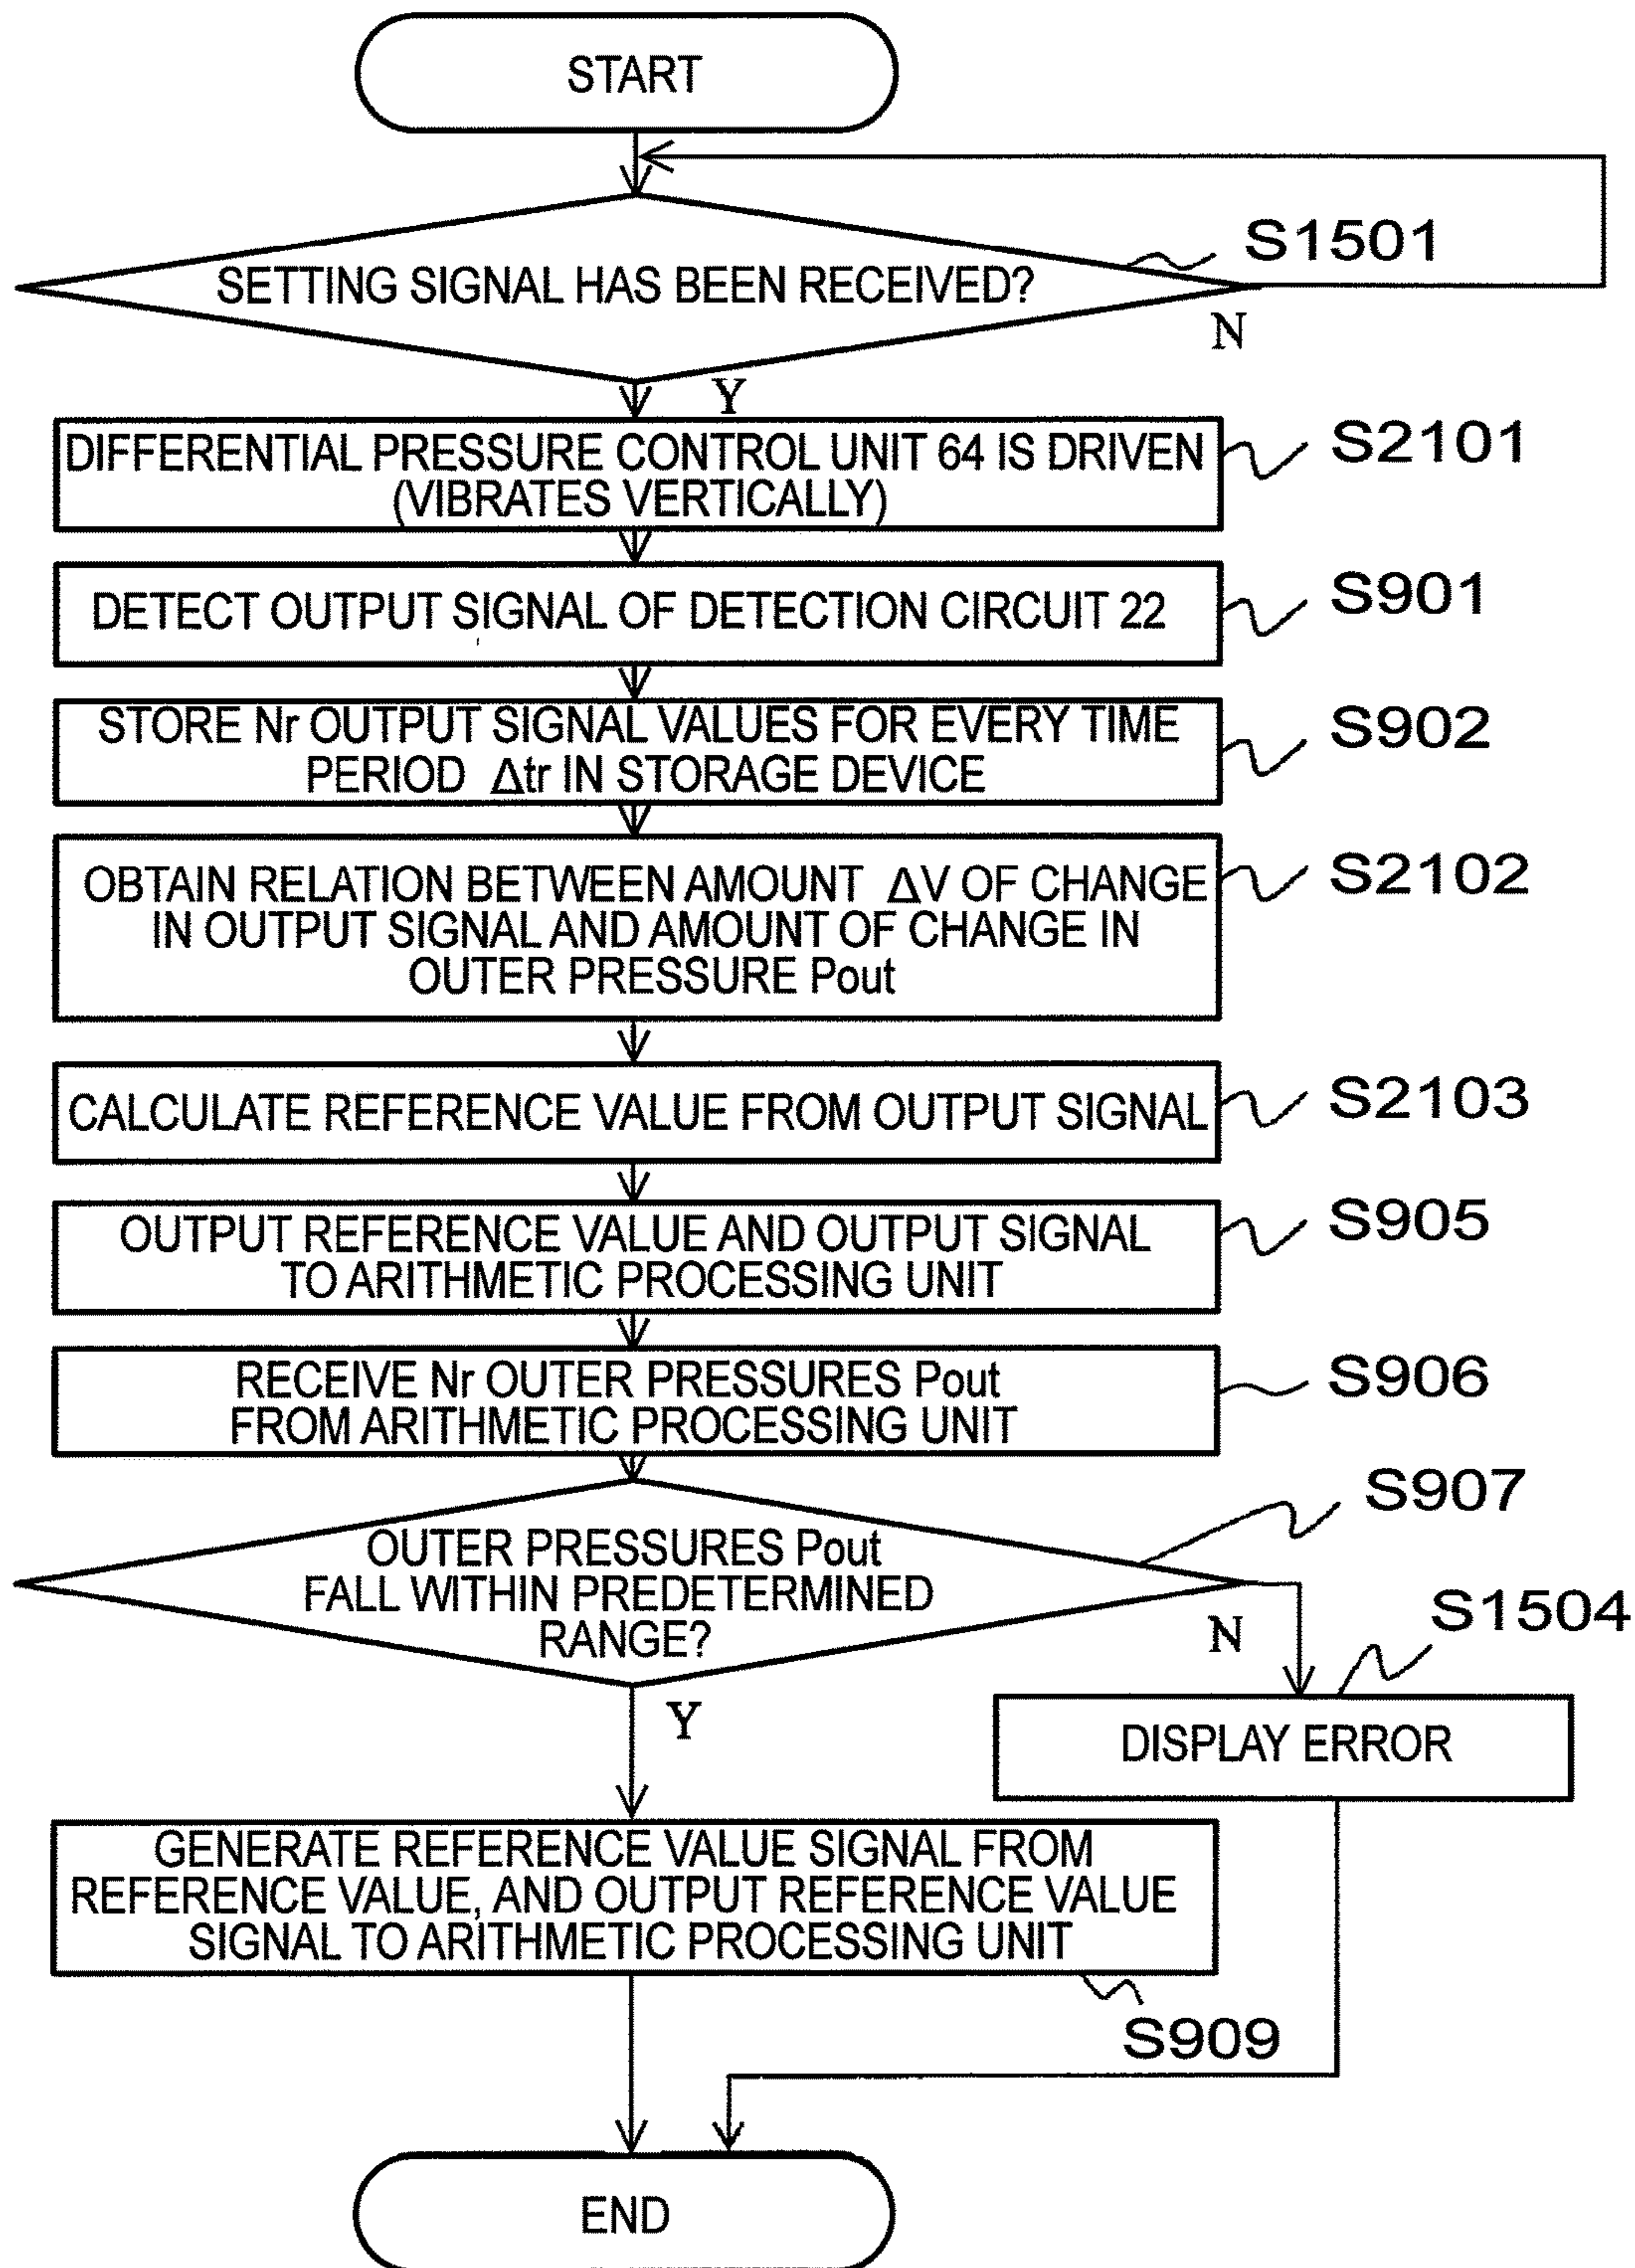 START
S1501
SETTING SIGNAL HAS BEEN RECEIVED?
N
Y
DIFFERENTIAL PRESSURE CONTROL UNIT 64 IS DRIVEN
(VIBRATES VERTICALLY)
S2101
DETECT OUTPUT SIGNAL OF DETECTION CIRCUIT 22
S901
STORE Nr OUTPUT SIGNAL VALUES FOR EVERY TIME
PERIOD Δtr IN STORAGE DEVICE
S902
OBTAIN RELATION BETWEEN AMOUNT ΔV OF CHANGE
IN OUTPUT SIGNAL AND AMOUNT OF CHANGE IN
OUTER PRESSURE Pout
S2102
CALCULATE REFERENCE VALUE FROM OUTPUT SIGNAL
S2103
OUTPUT REFERENCE VALUE AND OUTPUT SIGNAL
TO ARITHMETIC PROCESSING UNIT
S905
RECEIVE Nr OUTER PRESSURES Pout
FROM ARITHMETIC PROCESSING UNIT
S906
S907
OUTER PRESSURES Pout
FALL WITHIN PREDETERMINED
RANGE?
N
S1504
Y
DISPLAY ERROR
GENERATE REFERENCE VALUE SIGNAL FROM
REFERENCE VALUE, AND OUTPUT REFERENCE VALUE
SIGNAL TO ARITHMETIC PROCESSING UNIT
S909
END